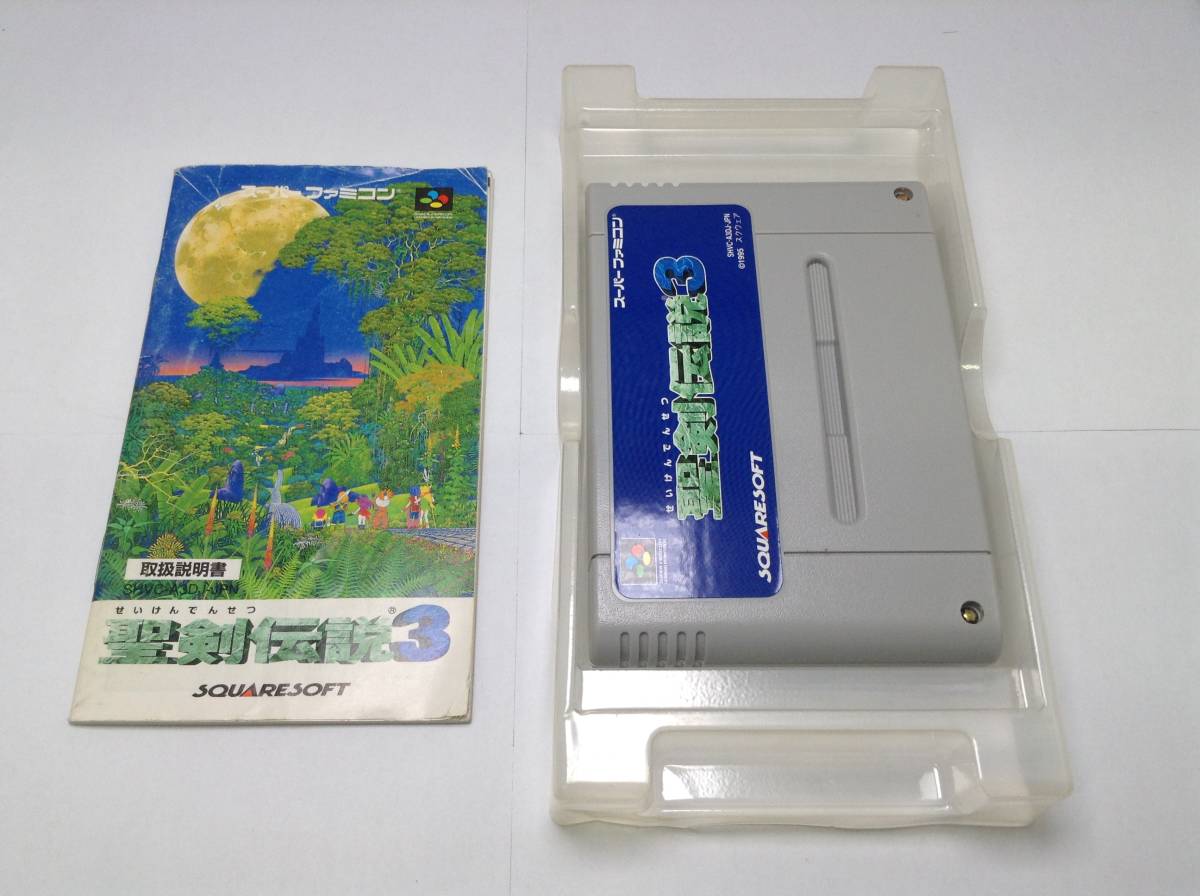 スーパーファミコン
取扱説明書
SHVC-A3DJ-JPN
せいけんでんせつ
聖剣伝説3®
SQUARESOFT
スーパーファミコン
SHVC-A3DJ-JPN
©1995 スクウェア
せいけんでんせつ
聖剣伝説3
SQUARESOFT